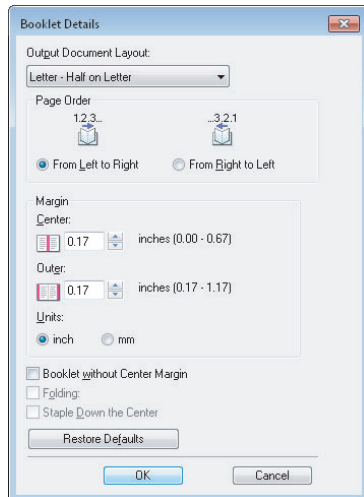 Booklet Details
Output Document Layout:
Letter - Half on Letter
Page Order
1.2,3... ...3.2.1
From Left to Right From Right to Left
Margin
Center:
0.17 inches (0.00 - 0.67)
Outer:
0.17 inches (0.17 - 1.17)
Units:
inch mm
Booklet without Center Margin
Folding:
Staple Down the Center
Restore Defaults
OK Cancel